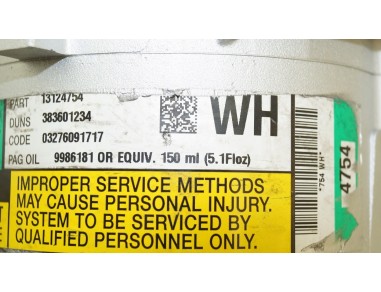 PART 13124754
DUNS 383601234
CODE 03276091717
PAG OIL 9986181 OR EQUIV. 150 ml (5.1Floz)
WH
*754 WH*
4754
IMPROPER SERVICE METHODS
MAY CAUSE PERSONAL INJURY.
SYSTEM TO BE SERVICED BY
QUALIFIED PERSONNEL ONLY.